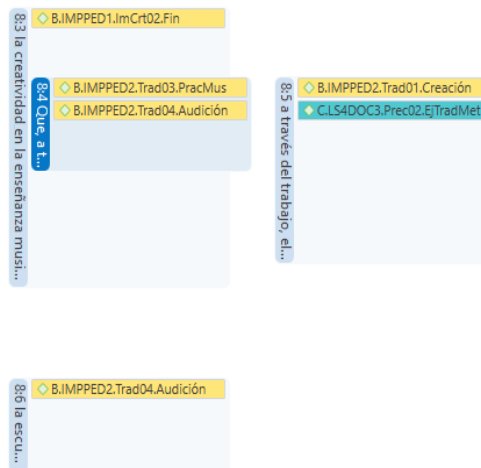 8:3 la creatividad en la enseñanza musi...
B.IMPPED1.ImCrt02.Fin
8:4 Que, a t...
B.IMPPED2.Trad03.PracMus
B.IMPPED2.Trad04.Audición
8:5 a través del trabajo, el...
B.IMPPED2.Trad01.Creación
C.LS4DOC3.Prec02.EjTradMet
8:6 la escu...
B.IMPPED2.Trad04.Audición